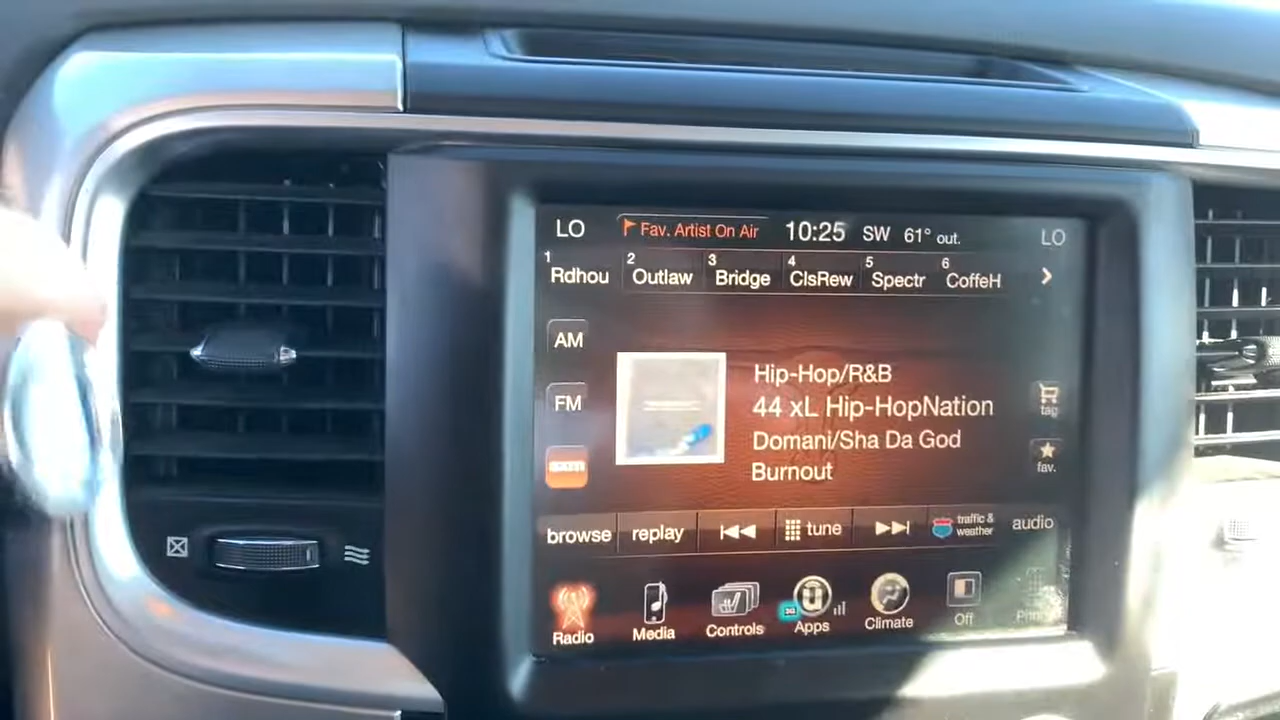 LO Fav. Artist On Air 10:25 SW 61° out. LO
1 Rdhou 2 Outlaw 3 Bridge 4 ClsRew 5 Spectr 6 CoffeH
AM
FM
sxm
Hip-Hop/R&B
44 xL Hip-HopNation
Domani/Sha Da God
Burnout
tag
fav.
browse replay tune traffic & weather audio
Radio Media Controls Apps Climate Off